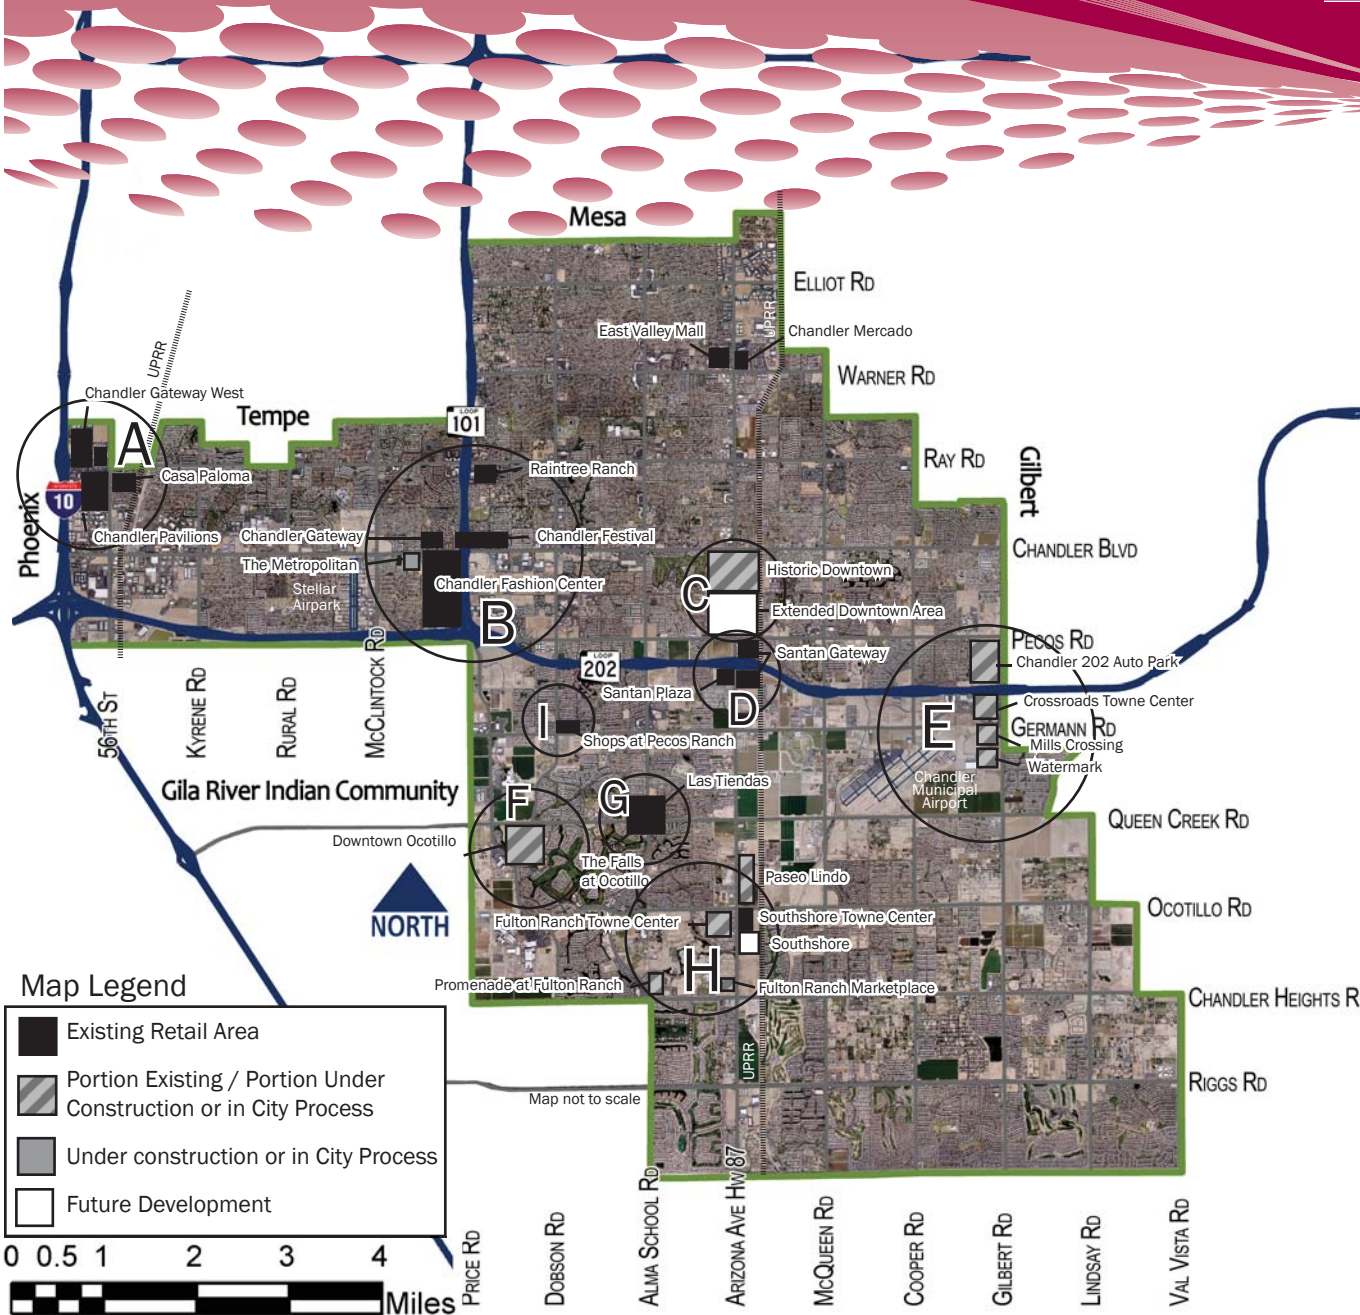 Mesa
ELLIOT RD
UPRR
East Valley Mall
Chandler Mercado
UPRR
WARNER RD
Chandler Gateway West
Tempe
LOOP
101
A
RAY RD
Gilbert
Casa Paloma
Raintree Ranch
INTERSTATE
10
Phoenix
Chandler Pavilions
Chandler Gateway
Chandler Festival
CHANDLER BLVD
The Metropolitan
Historic Downtown
Stellar
Airpark
Chandler Fashion Center
C
Extended Downtown Area
B
PECOS RD
LOOP
202
Santan Gateway
Chandler 202 Auto Park
Santan Plaza
56TH ST
KYRENE RD
RURAL RD
MCCLINTOCK RD
D
Crossroads Towne Center
I
E
GERMANN RD
Shops at Pecos Ranch
Mills Crossing
Watermark
Gila River Indian Community
F
G
Las Tiendas
Chandler
Municipal
Airport
QUEEN CREEK RD
Downtown Ocotillo
The Falls
at Ocotillo
Paseo Lindo
NORTH
Fulton Ranch Towne Center
Southshore Towne Center
OCOTILLO RD
Southshore
H
Promenade at Fulton Ranch
Fulton Ranch Marketplace
CHANDLER HEIGHTS R
Map Legend
Existing Retail Area
Portion Existing / Portion Under
Construction or in City Process
Under construction or in City Process
Future Development
UPRR
RIGGS RD
Map not to scale
0 0.5 1 2 3 4
Miles
PRICE RD
DOBSON RD
ALMA SCHOOL RD
ARIZONA AVE HW 87
MCQUEEN RD
COOPER RD
GILBERT RD
LINDSAY RD
VAL VISTA RD